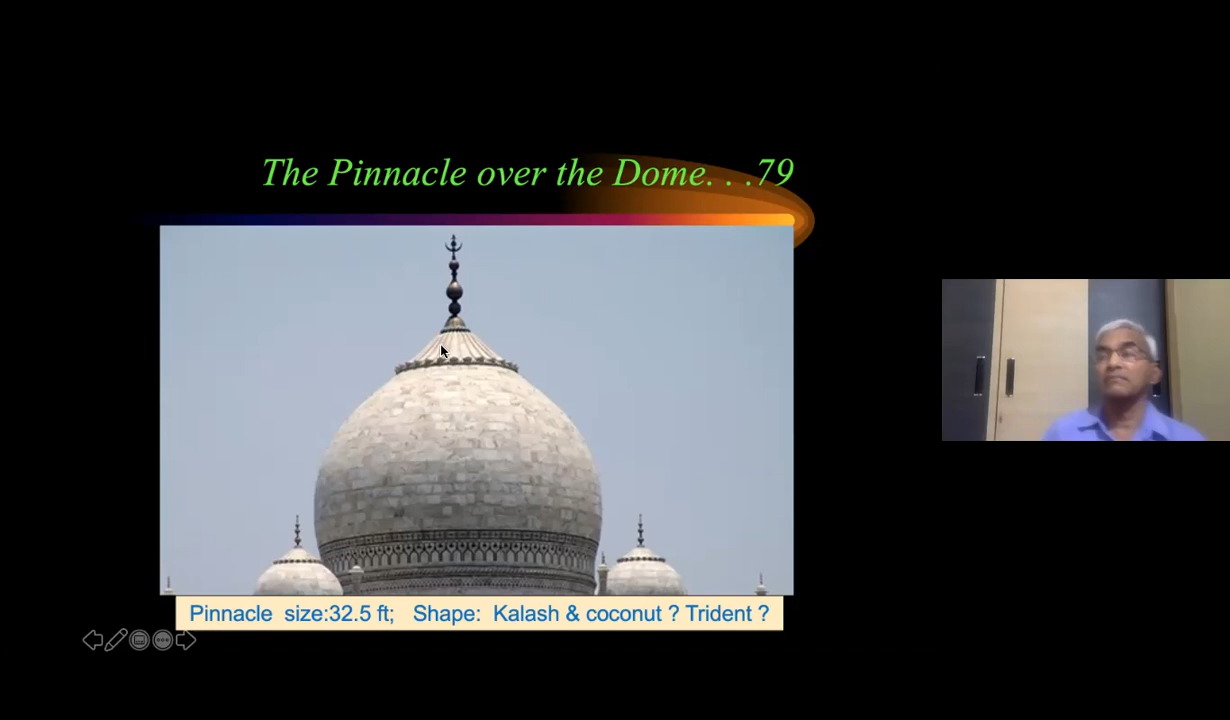 The Pinnacle over the Dome. . .79
Pinnacle size:32.5 ft; Shape: Kalash & coconut ? Trident ?